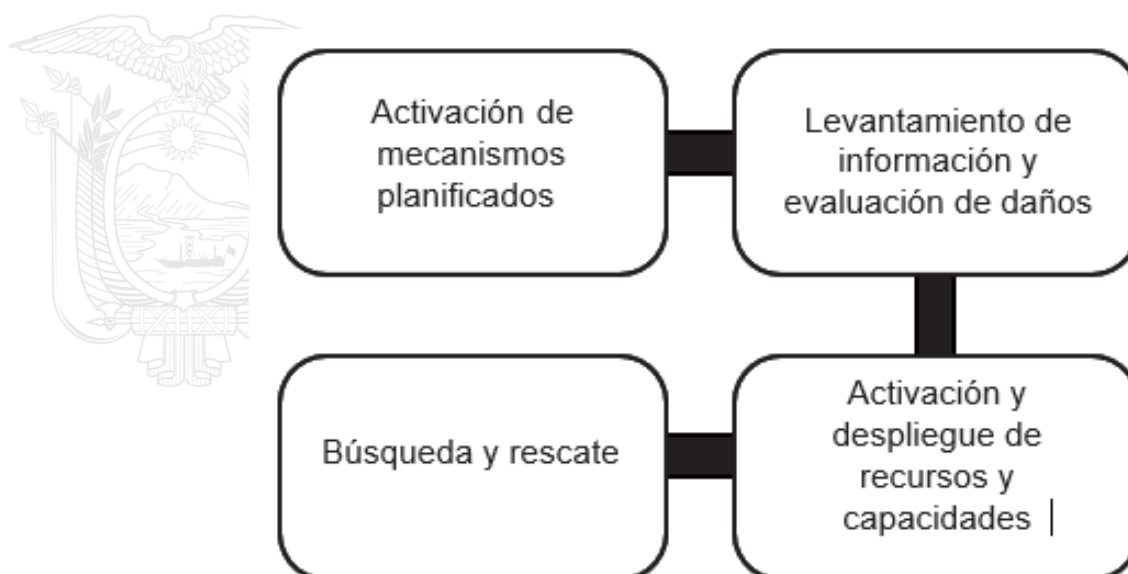 Activación de
mecanismos
planificados
Levantamiento de
información y
evaluación de daños
Búsqueda y rescate
Activación y
despliegue de
recursos y
capacidades